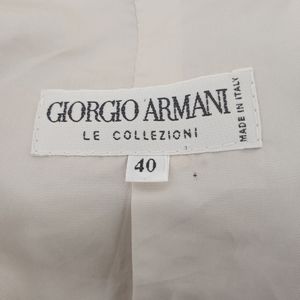 GIORGIO ARMANI
LE COLLEZIONI
MADE IN ITALY
40